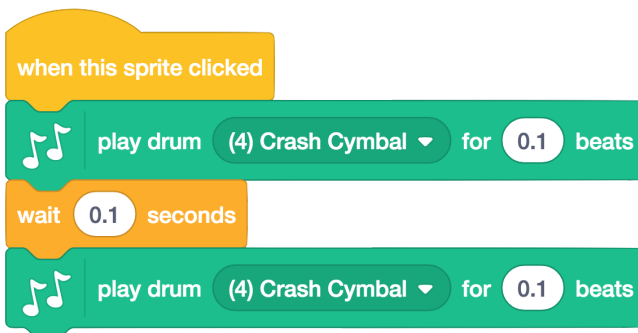 when this sprite clicked
play drum (4) Crash Cymbal for 0.1 beats
wait 0.1 seconds
play drum (4) Crash Cymbal for 0.1 beats